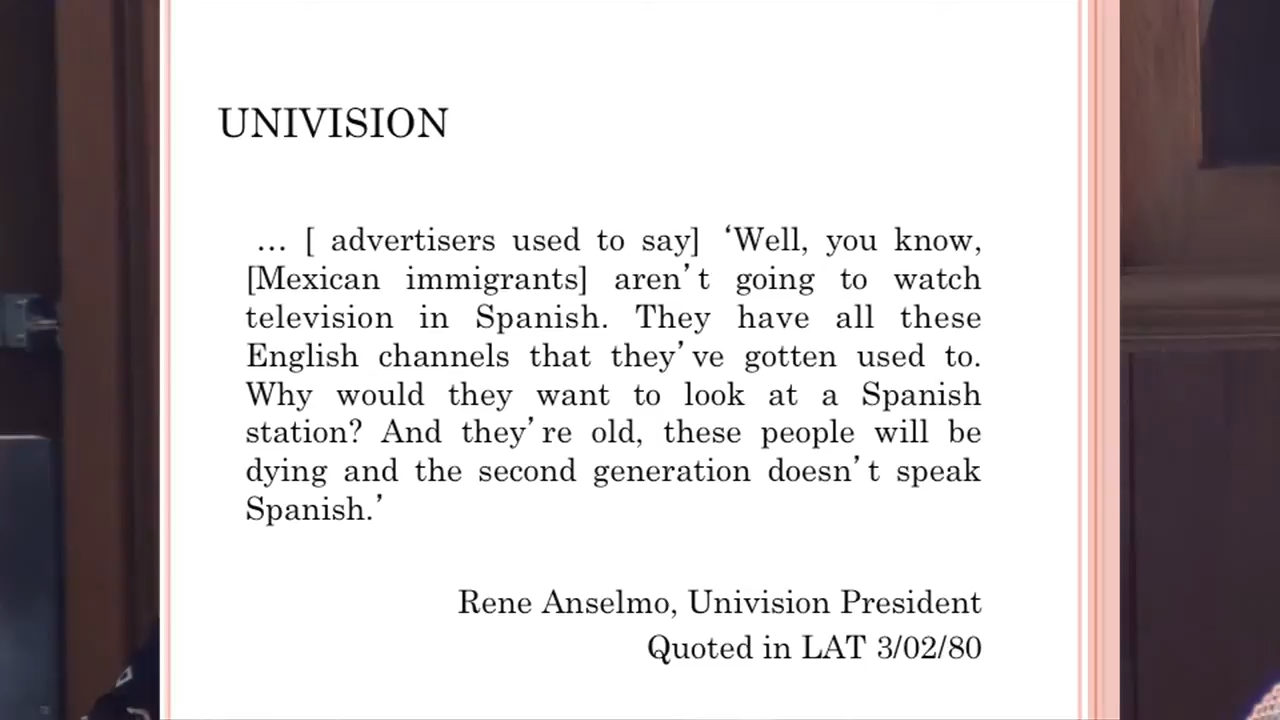 UNIVISION
… [ advertisers used to say] ‘Well, you know,
[Mexican immigrants] aren’t going to watch
television in Spanish. They have all these
English channels that they’ve gotten used to.
Why would they want to look at a Spanish
station? And they’re old, these people will be
dying and the second generation doesn’t speak
Spanish.’
Rene Anselmo, Univision President
Quoted in LAT 3/02/80